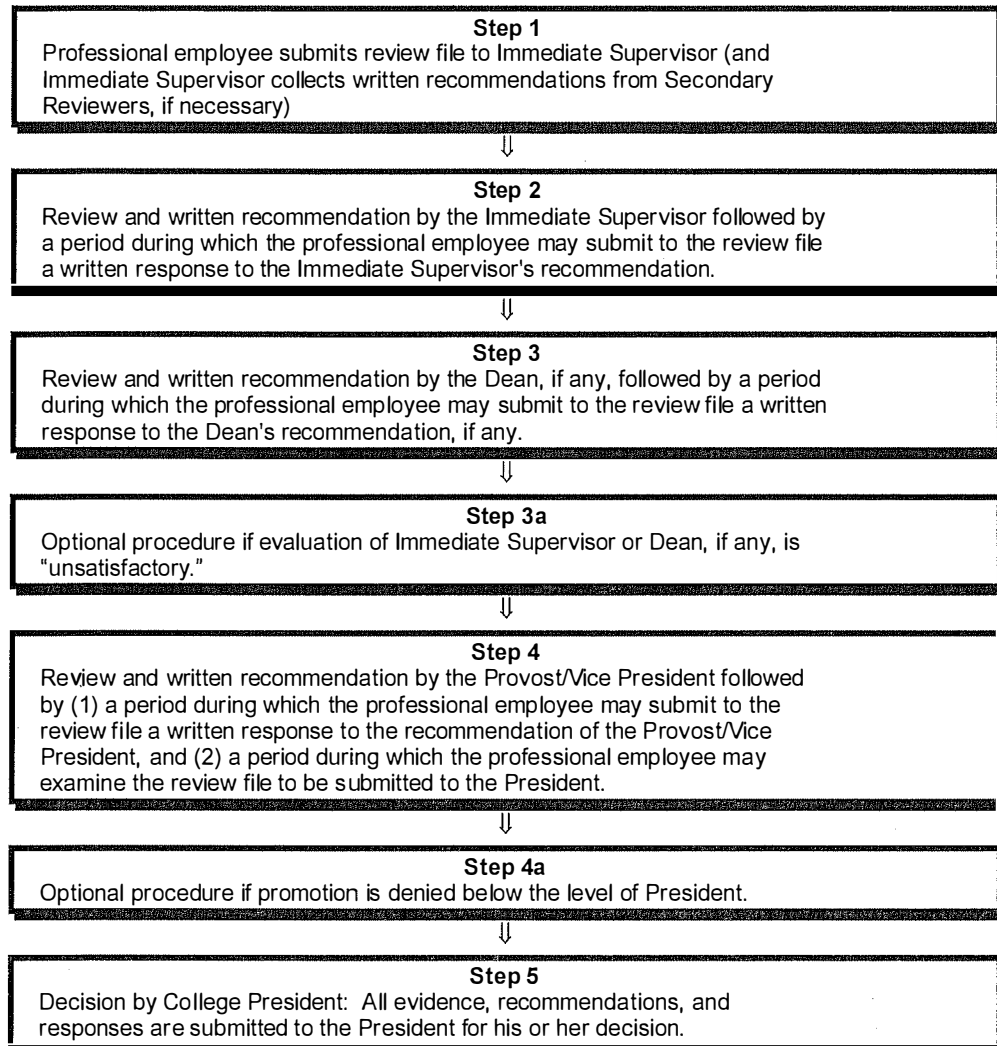 Step 1
Professional employee submits review file to Immediate Supervisor (and
Immediate Supervisor collects written recommendations from Secondary
Reviewers, if necessary)
⇓
Step 2
Review and written recommendation by the Immediate Supervisor followed by
a period during which the professional employee may submit to the review file
a written response to the Immediate Supervisor's recommendation.
⇓
Step 3
Review and written recommendation by the Dean, if any, followed by a period
during which the professional employee may submit to the review file a written
response to the Dean's recommendation, if any.
⇓
Step 3a
Optional procedure if evaluation of Immediate Supervisor or Dean, if any, is
"unsatisfactory."
⇓
Step 4
Review and written recommendation by the Provost/Vice President followed
by (1) a period during which the professional employee may submit to the
review file a written response to the recommendation of the Provost/Vice
President, and (2) a period during which the professional employee may
examine the review file to be submitted to the President.
⇓
Step 4a
Optional procedure if promotion is denied below the level of President.
⇓
Step 5
Decision by College President: All evidence, recommendations, and
responses are submitted to the President for his or her decision.